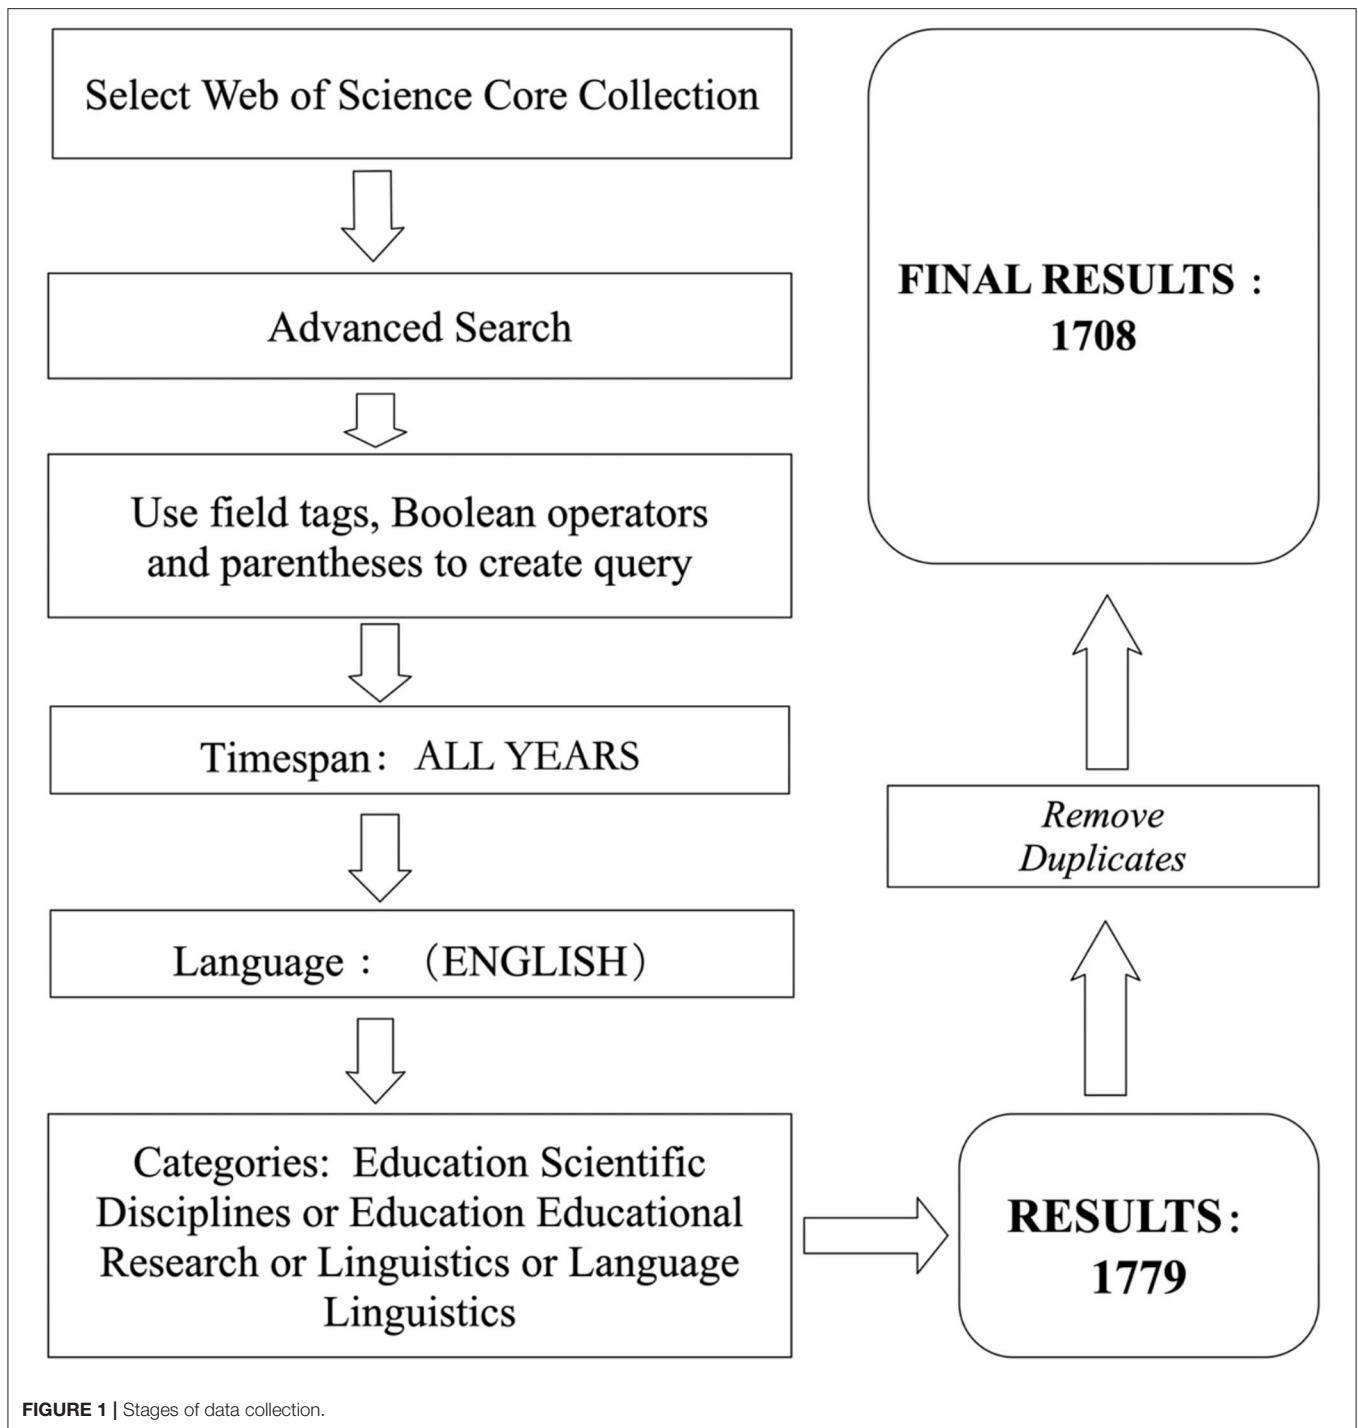 Select Web of Science Core Collection
Advanced Search
Use field tags, Boolean operators
and parentheses to create query
Timespan: ALL YEARS
Language : (ENGLISH)
Categories: Education Scientific
Disciplines or Education Educational
Research or Linguistics or Language
Linguistics
RESULTS:
1779
Remove
Duplicates
FINAL RESULTS :
1708
FIGURE 1 | Stages of data collection.